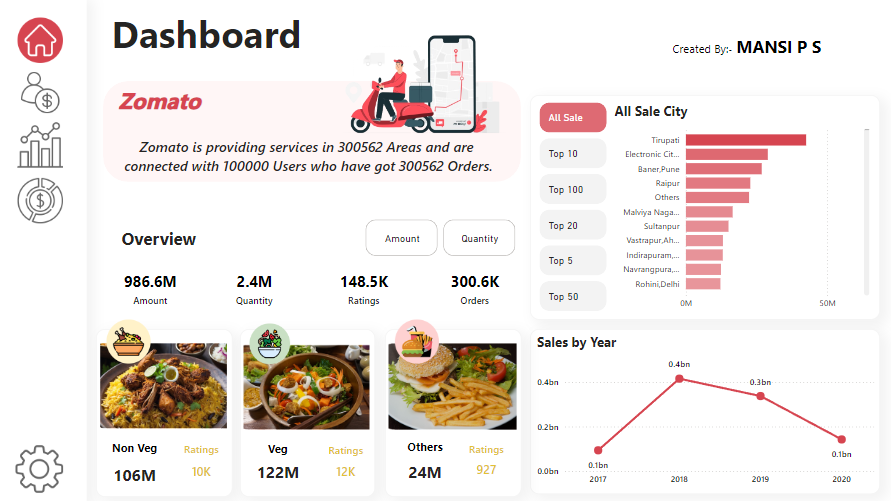 Dashboard
Created By:- MANSI P S
Zomato
Zomato is providing services in 300562 Areas and are
connected with 100000 Users who have got 300562 Orders.
Overview
Amount
Quantity
986.6M
Amount
2.4M
Quantity
148.5K
Ratings
300.6K
Orders
Non Veg
106M
Ratings
10K
Veg
122M
Ratings
12K
Others
24M
Ratings
927
All Sale
Top 10
Top 100
Top 20
Top 5
Top 50
All Sale City
Tirupati
Electronic Cit...
Baner,Pune
Raipur
Others
Malviya Naga...
Sultanpur
Vastrapur,Ah...
Indirapuram,...
Navrangpura,...
Rohini,Delhi
0M
50M
Sales by Year
0.4bn
0.2bn
0.0bn
0.1bn
0.4bn
0.3bn
0.1bn
2017
2018
2019
2020